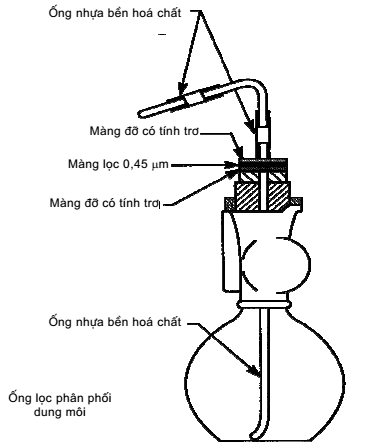 Ống nhựa bền hoá chất
Màng đỡ có tính trơ
Màng lọc 0,45 μm
Màng đỡ có tính trơ
Ống nhựa bền hoá chất
Ống lọc phân phối
dung môi